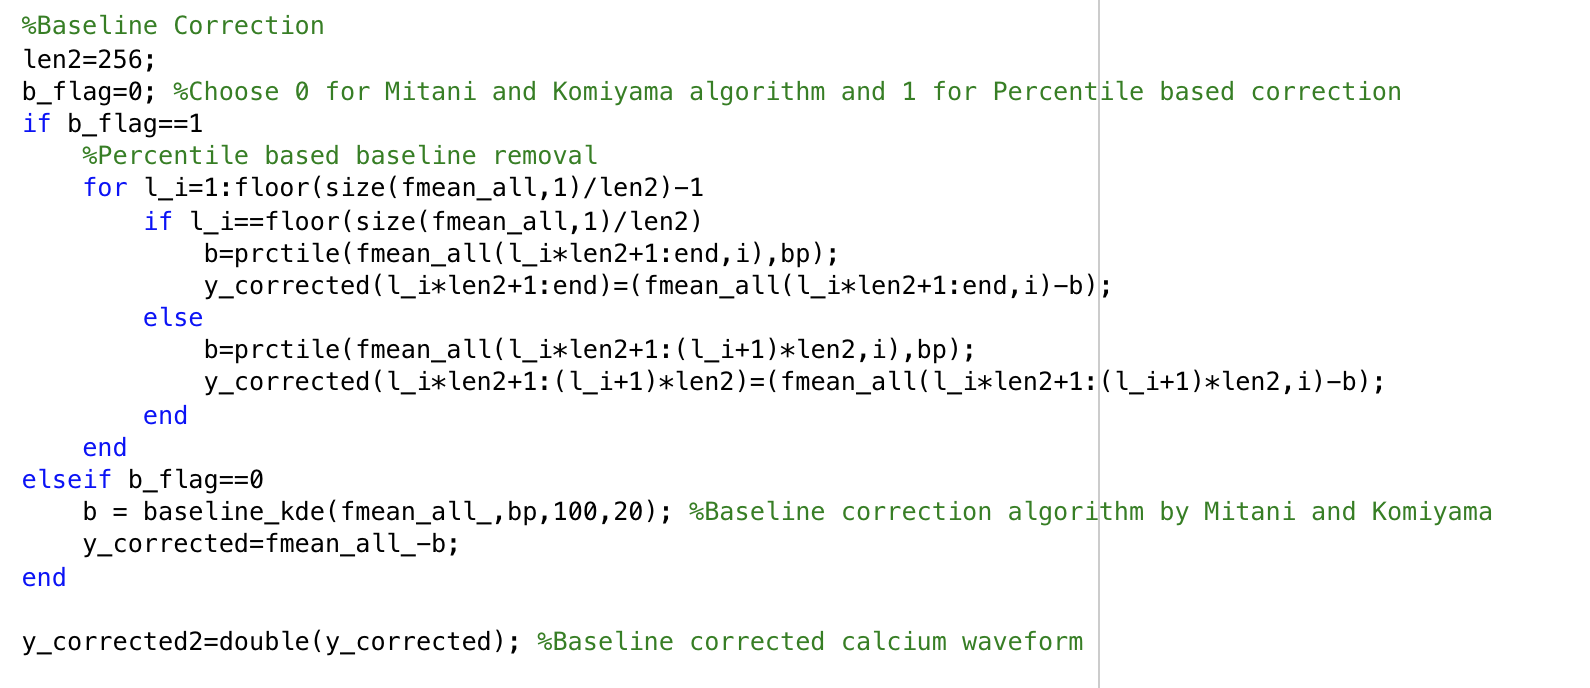 %Baseline Correction
len2=256;
b_flag=0; %Choose 0 for Mitani and Komiyama algorithm and 1 for Percentile based correction
if b_flag==1
    %Percentile based baseline removal
    for l_i=1:floor(size(fmean_all,1)/len2)-1
        if l_i==floor(size(fmean_all,1)/len2)
            b=prctile(fmean_all(l_i*len2+1:end,i),bp);
            y_corrected(l_i*len2+1:end)=(fmean_all(l_i*len2+1:end,i)-b);
        else
            b=prctile(fmean_all(l_i*len2+1:(l_i+1)*len2,i),bp);
            y_corrected(l_i*len2+1:(l_i+1)*len2)=(fmean_all(l_i*len2+1:(l_i+1)*len2,i)-b);
        end
    end
elseif b_flag==0
    b = baseline_kde(fmean_all_,bp,100,20); %Baseline correction algorithm by Mitani and Komiyama
    y_corrected=fmean_all_-b;
end

y_corrected2=double(y_corrected); %Baseline corrected calcium waveform